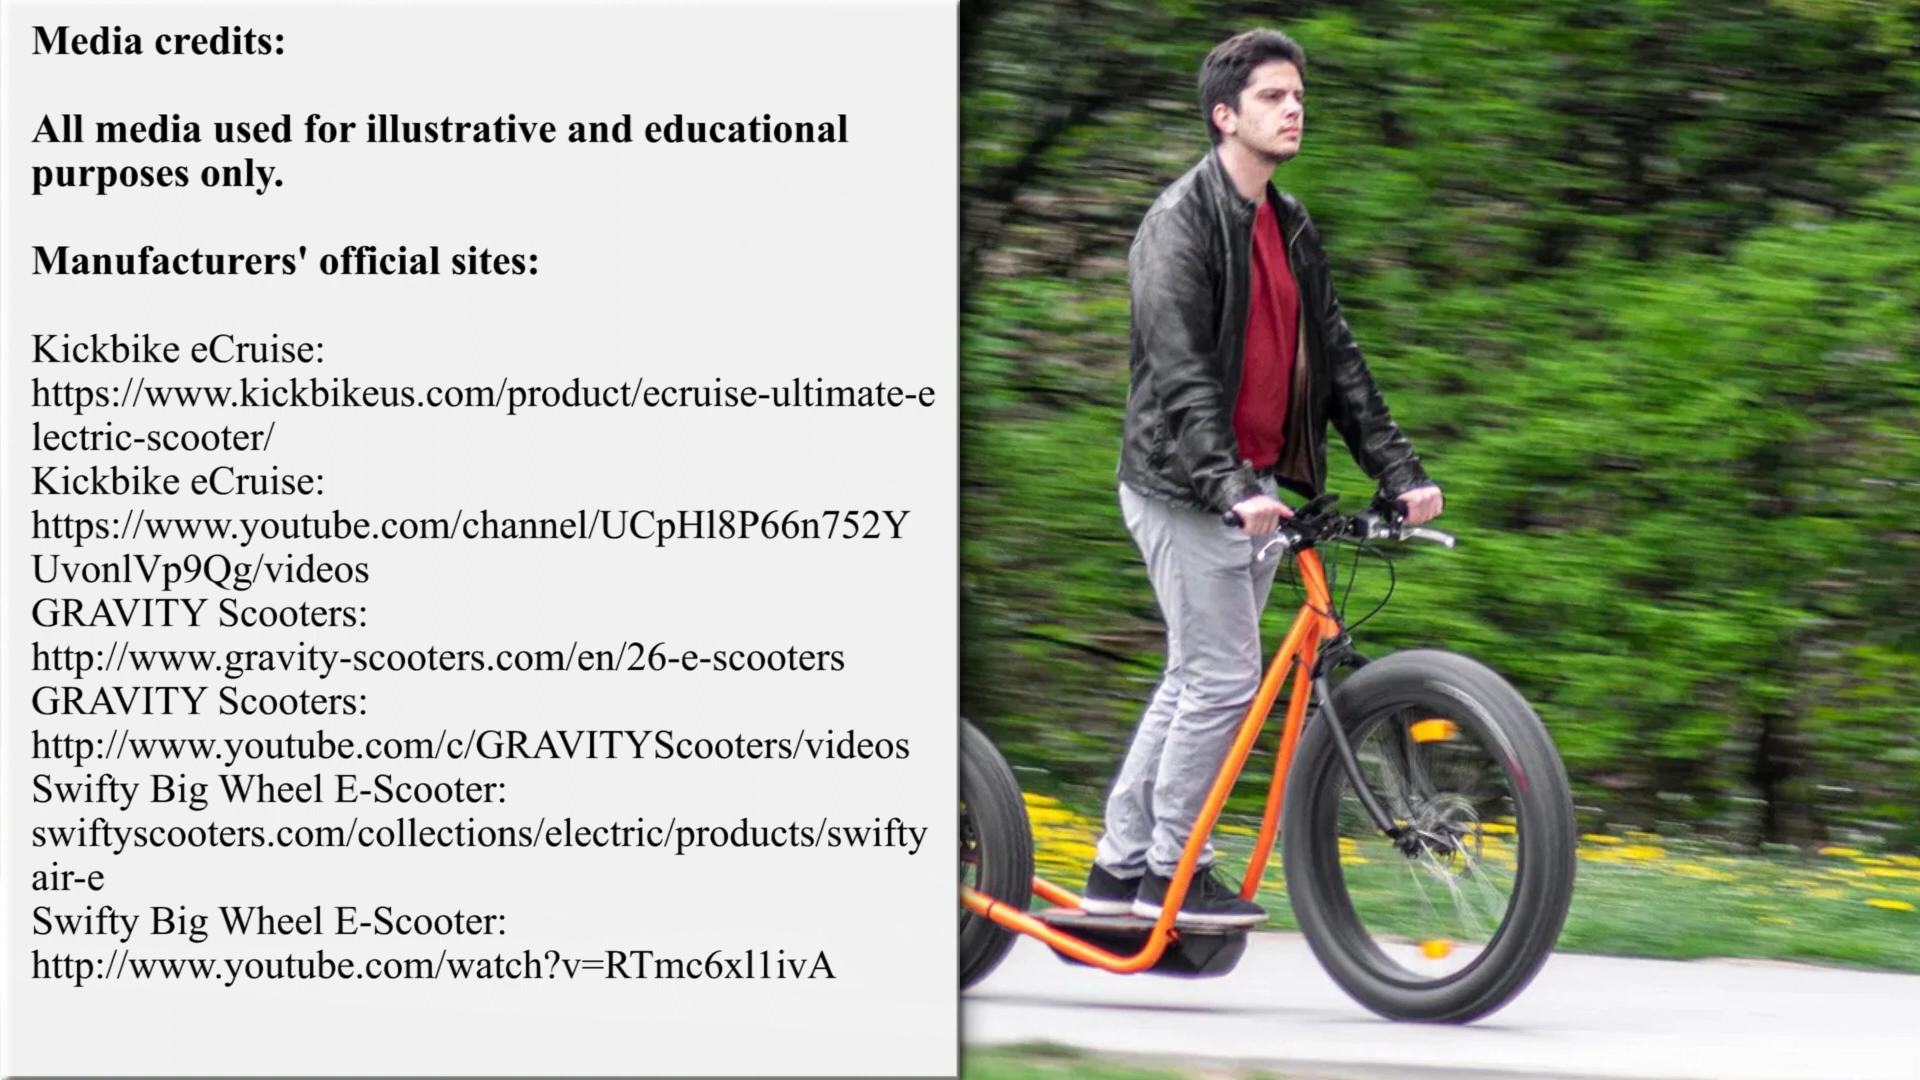 Media credits:
All media used for illustrative and educational
purposes only.
Manufacturers' official sites:
Kickbike eCruise:
https://www.kickbikeus.com/product/ecruise-ultimate-e
lectric-scooter/
Kickbike eCruise:
https://www.youtube.com/channel/UCpHl8P66n752Y
UvonlVp9Qg/videos
GRAVITY Scooters:
http://www.gravity-scooters.com/en/26-e-scooters
GRAVITY Scooters:
http://www.youtube.com/c/GRAVITYScooters/videos
Swifty Big Wheel E-Scooter:
swiftyscooters.com/collections/electric/products/swifty
air-e
Swifty Big Wheel E-Scooter:
http://www.youtube.com/watch?v=RTmc6xl1ivA